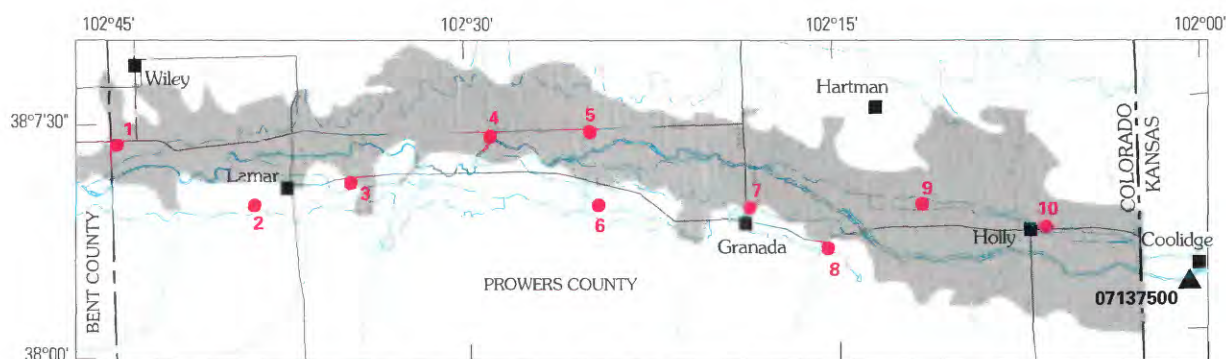 102°45' 102°30' 102°15' 102°00'
Wiley
Hartman
38°7'30"
1
4
5
Lamar
3
2
6
7
9
10
Granada
Holly
8
COLORADO
KANSAS
Coolidge
BENT COUNTY
PROWERS COUNTY
07137500
38°00'